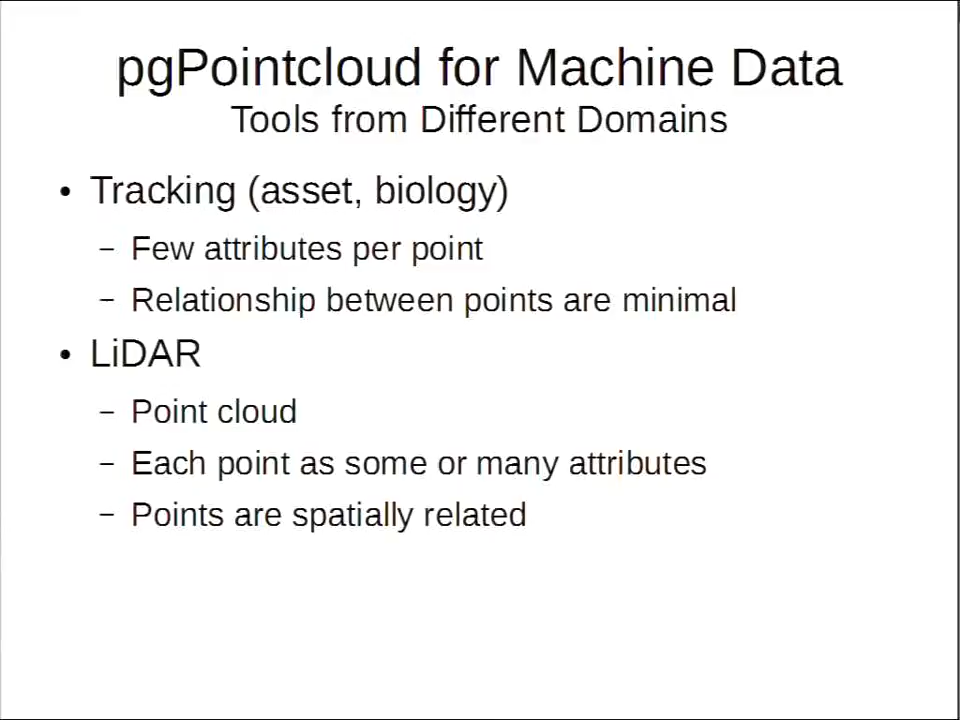 pgPointcloud for Machine Data
Tools from Different Domains
• Tracking (asset, biology)
– Few attributes per point
– Relationship between points are minimal
• LiDAR
– Point cloud
– Each point as some or many attributes
– Points are spatially related